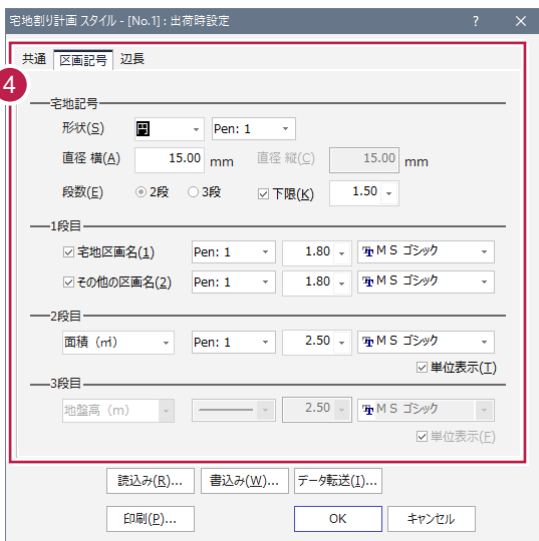 宅地割り計画 スタイル - [No.1] : 出荷時設定 ? ×
共通 区画記号 辺長
4
宅地記号
形状(S) 円 Pen: 1
直径 横(A) 15.00 mm 直径 縦(C) 15.00 mm
段数(E) 2段 3段 下限(K) 1.50
1段目
宅地区画名(1) Pen: 1 1.80 MS ゴシック
その他の区画名(2) Pen: 1 1.80 MS ゴシック
2段目
面積（㎡） Pen: 1 2.50 MS ゴシック
単位表示(T)
3段目
地盤高（m） 2.50 MS ゴシック
単位表示(F)
読込み(R)... 書込み(W)... データ転送(I)...
印刷(P)... OK キャンセル